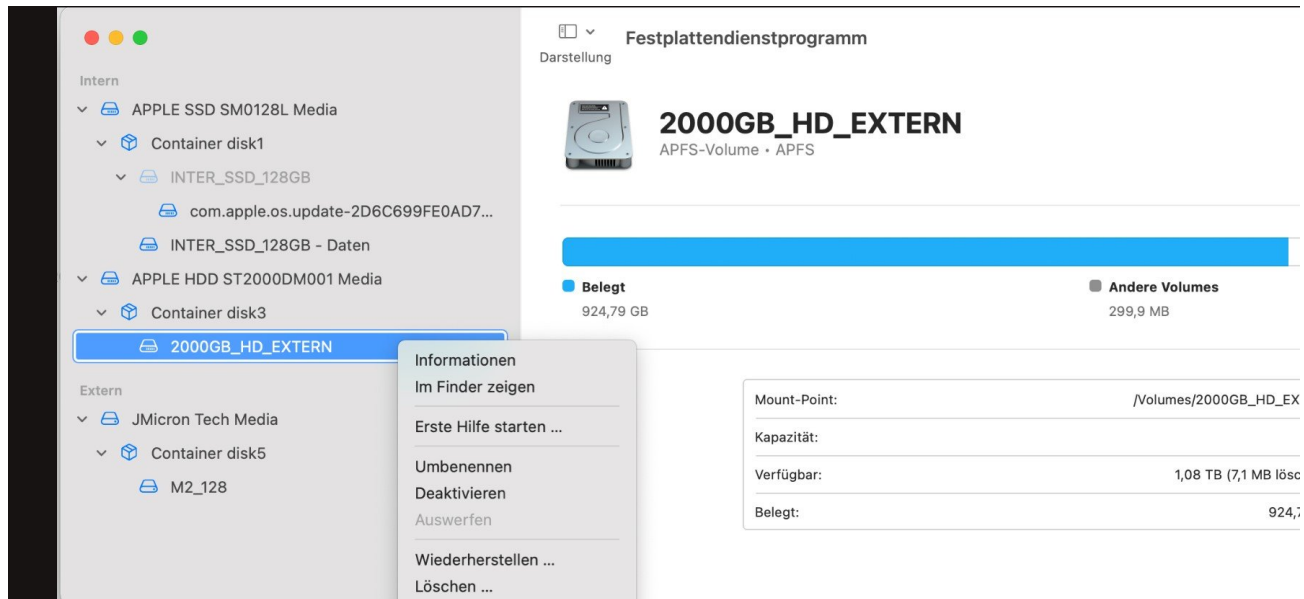 Intern
APPLE SSD SM0128L Media
Container disk1
INTER_SSD_128GB
com.apple.os.update-2D6C699FE0AD7...
INTER_SSD_128GB - Daten
APPLE HDD ST2000DM001 Media
Container disk3
2000GB_HD_EXTERN
Extern
JMicron Tech Media
Container disk5
M2_128
Informationen
Im Finder zeigen
Erste Hilfe starten ...
Umbenennen
Deaktivieren
Auswerfen
Wiederherstellen ...
Löschen ...
Darstellung
Festplattendienstprogramm
2000GB_HD_EXTERN
APFS-Volume • APFS
Belegt
924,79 GB
Andere Volumes
299,9 MB
Mount-Point: /Volumes/2000GB_HD_EX
Kapazität:
Verfügbar: 1,08 TB (7,1 MB lösc
Belegt: 924,7